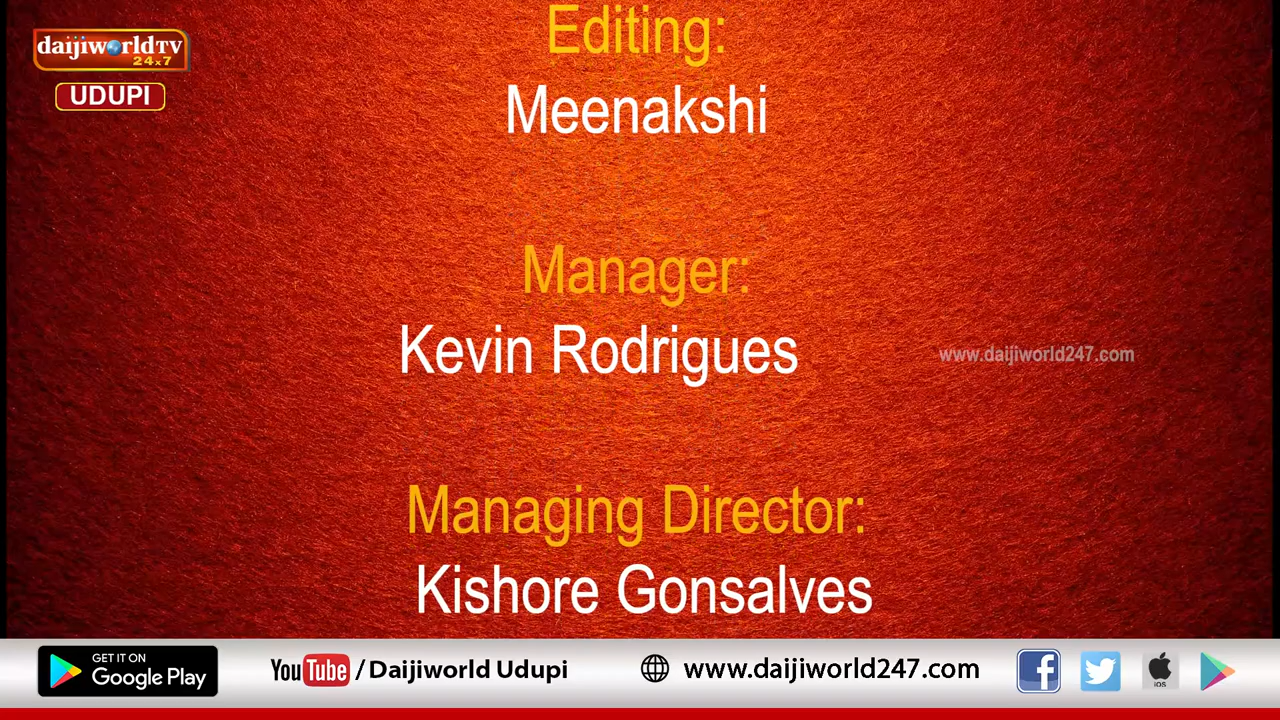 daijiworldTV
24x7
UDUPI
Editing:
Meenakshi
Manager:
Kevin Rodrigues
www.daijiworld247.com
Managing Director:
Kishore Gonsalves
GET IT ON
Google Play
YouTube /Daijiworld Udupi
www.daijiworld247.com
f
iOS